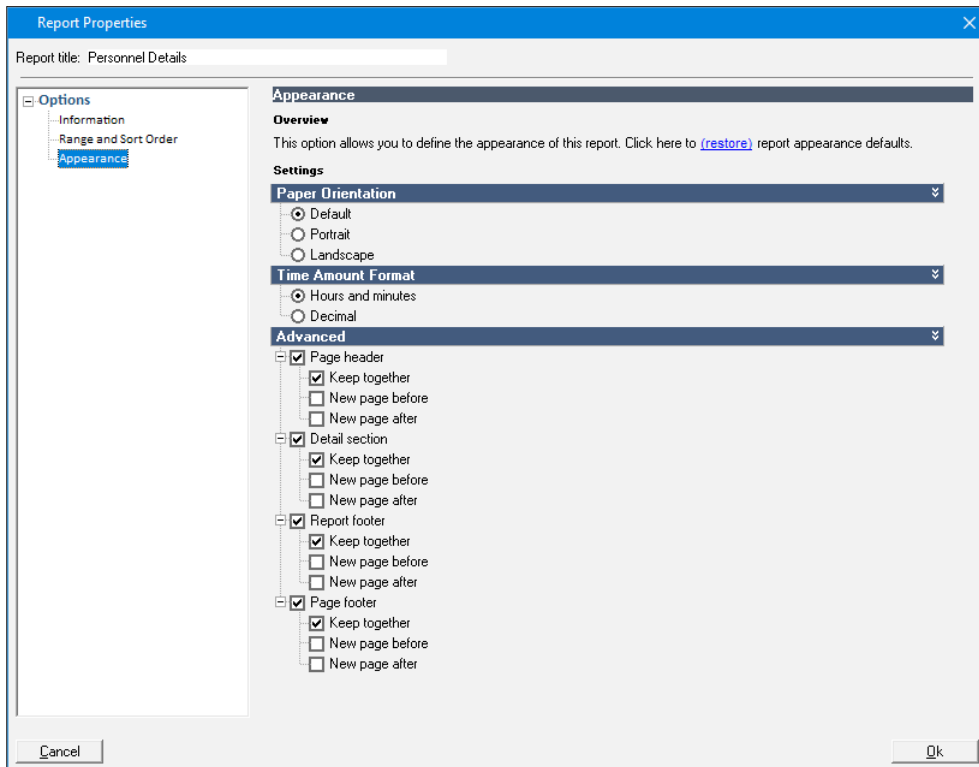 Report Properties
Report title: Personnel Details
Options
Information
Range and Sort Order
Appearance
Appearance
Overview
This option allows you to define the appearance of this report. Click here to (restore) report appearance defaults.
Settings
Paper Orientation
Default
Portrait
Landscape
Time Amount Format
Hours and minutes
Decimal
Advanced
Page header
Keep together
New page before
New page after
Detail section
Keep together
New page before
New page after
Report footer
Keep together
New page before
New page after
Page footer
Keep together
New page before
New page after
Cancel
Ok